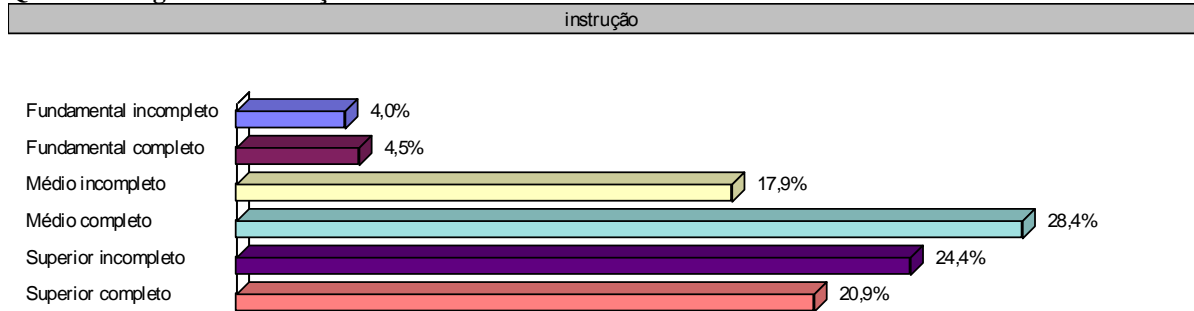 instrução
Fundamental incompleto 4,0%
Fundamental completo 4,5%
Médio incompleto 17,9%
Médio completo 28,4%
Superior incompleto 24,4%
Superior completo 20,9%